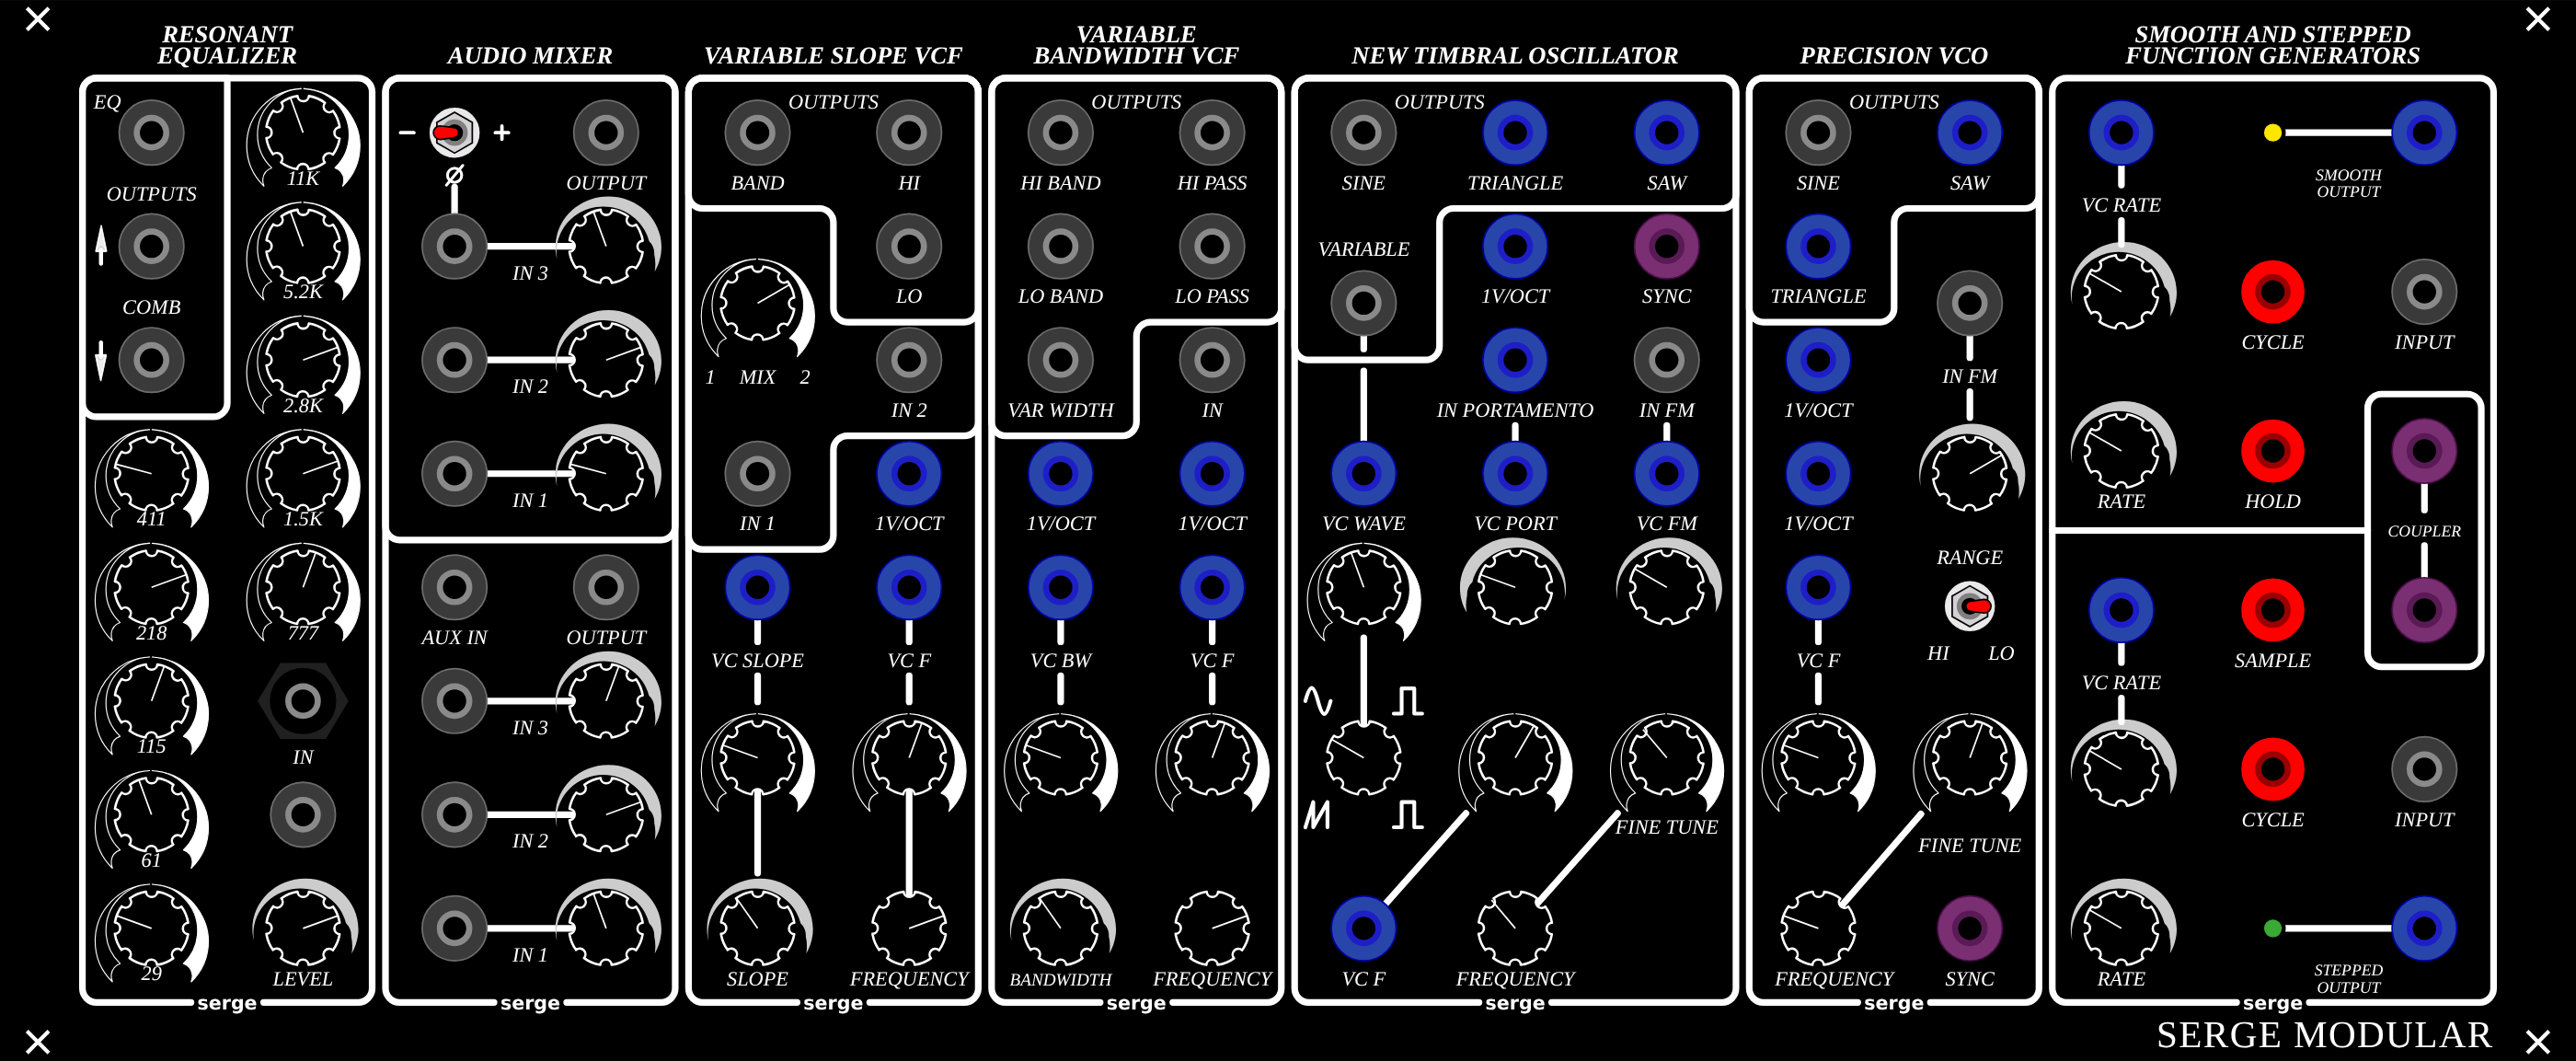 RESONANT
EQUALIZER
EQ
OUTPUTS
COMB
11K
5.2K
2.8K
411
1.5K
218
777
115
IN
61
29
LEVEL
serge
AUDIO MIXER
− +
Ø
OUTPUT
IN 3
IN 2
IN 1
AUX IN
OUTPUT
IN 3
IN 2
IN 1
serge
VARIABLE SLOPE VCF
OUTPUTS
BAND
HI
LO
1 MIX 2
IN 2
IN 1
1V/OCT
VC SLOPE
VC F
SLOPE
FREQUENCY
serge
VARIABLE
BANDWIDTH VCF
OUTPUTS
HI BAND
HI PASS
LO BAND
LO PASS
VAR WIDTH
IN
1V/OCT
1V/OCT
VC BW
VC F
BANDWIDTH
FREQUENCY
serge
NEW TIMBRAL OSCILLATOR
OUTPUTS
SINE
TRIANGLE
SAW
VARIABLE
1V/OCT
SYNC
IN PORTAMENTO
IN FM
VC WAVE
VC PORT
VC FM
FINE TUNE
VC F
FREQUENCY
serge
PRECISION VCO
OUTPUTS
SINE
SAW
TRIANGLE
IN FM
1V/OCT
1V/OCT
RANGE
HI LO
VC F
FINE TUNE
FREQUENCY
SYNC
serge
SMOOTH AND STEPPED
FUNCTION GENERATORS
SMOOTH
OUTPUT
VC RATE
CYCLE
INPUT
RATE
HOLD
COUPLER
SAMPLE
VC RATE
CYCLE
INPUT
RATE
STEPPED
OUTPUT
serge
SERGE MODULAR